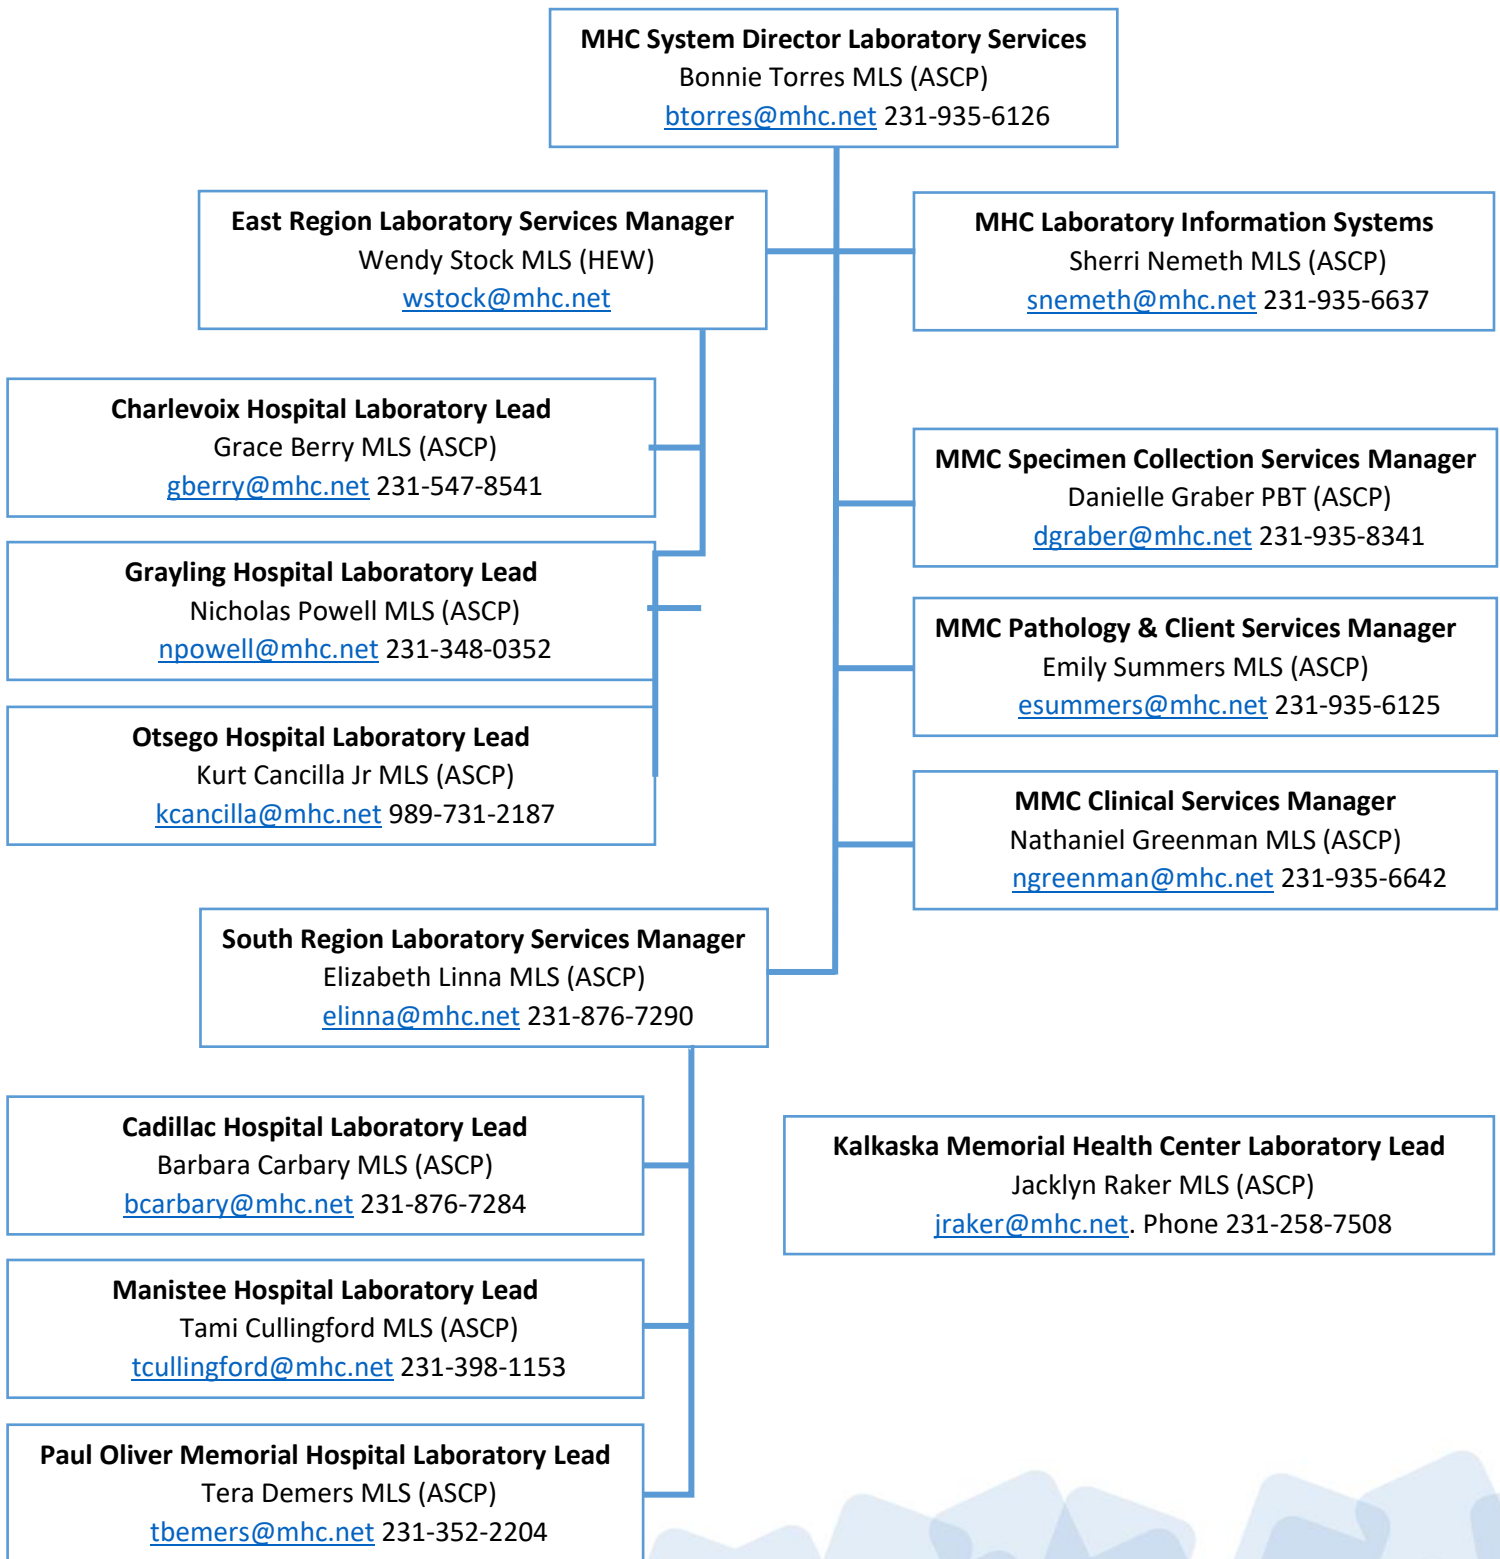 MHC System Director Laboratory Services
Bonnie Torres MLS (ASCP)
btorres@mhc.net 231-935-6126
East Region Laboratory Services Manager
Wendy Stock MLS (HEW)
wstock@mhc.net
MHC Laboratory Information Systems
Sherri Nemeth MLS (ASCP)
snemeth@mhc.net 231-935-6637
Charlevoix Hospital Laboratory Lead
Grace Berry MLS (ASCP)
gberry@mhc.net 231-547-8541
MMC Specimen Collection Services Manager
Danielle Graber PBT (ASCP)
dgraber@mhc.net 231-935-8341
Grayling Hospital Laboratory Lead
Nicholas Powell MLS (ASCP)
npowell@mhc.net 231-348-0352
MMC Pathology & Client Services Manager
Emily Summers MLS (ASCP)
esummers@mhc.net 231-935-6125
Otsego Hospital Laboratory Lead
Kurt Cancilla Jr MLS (ASCP)
kcancilla@mhc.net 989-731-2187
MMC Clinical Services Manager
Nathaniel Greenman MLS (ASCP)
ngreenman@mhc.net 231-935-6642
South Region Laboratory Services Manager
Elizabeth Linna MLS (ASCP)
elinna@mhc.net 231-876-7290
Cadillac Hospital Laboratory Lead
Barbara Carbary MLS (ASCP)
bcarbary@mhc.net 231-876-7284
Kalkaska Memorial Health Center Laboratory Lead
Jacklyn Raker MLS (ASCP)
jraker@mhc.net. Phone 231-258-7508
Manistee Hospital Laboratory Lead
Tami Cullingford MLS (ASCP)
tcullingford@mhc.net 231-398-1153
Paul Oliver Memorial Hospital Laboratory Lead
Tera Demers MLS (ASCP)
tbemers@mhc.net 231-352-2204